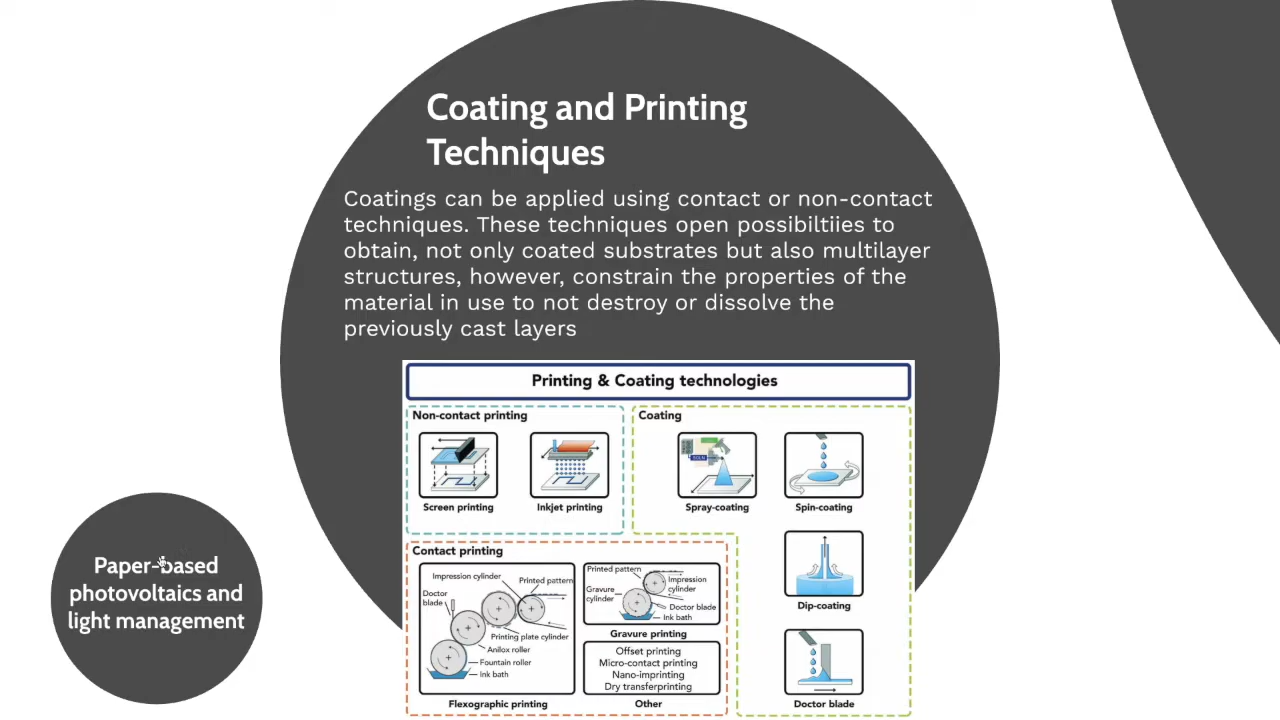 Coating and Printing
Techniques
Coatings can be applied using contact or non-contact
techniques. These techniques open possibiltiies to
obtain, not only coated substrates but also multilayer
structures, however, constrain the properties of the
material in use to not destroy or dissolve the
previously cast layers
Printing & Coating technologies
Non-contact printing
Screen printing
Inkjet printing
Coating
Spray-coating
Spin-coating
Dip-coating
Doctor blade
Contact printing
Impression cylinder
Printed pattern
Doctor
blade
Printing plate cylinder
Anilox roller
Fountain roller
Ink bath
Flexographic printing
Printed pattern
Impression
cylinder
Gravure
cylinder
Doctor blade
Ink bath
Gravure printing
Offset printing
Micro-contact printing
Nano-imprinting
Dry transferprinting
Other
Paper-based
photovoltaics and
light management